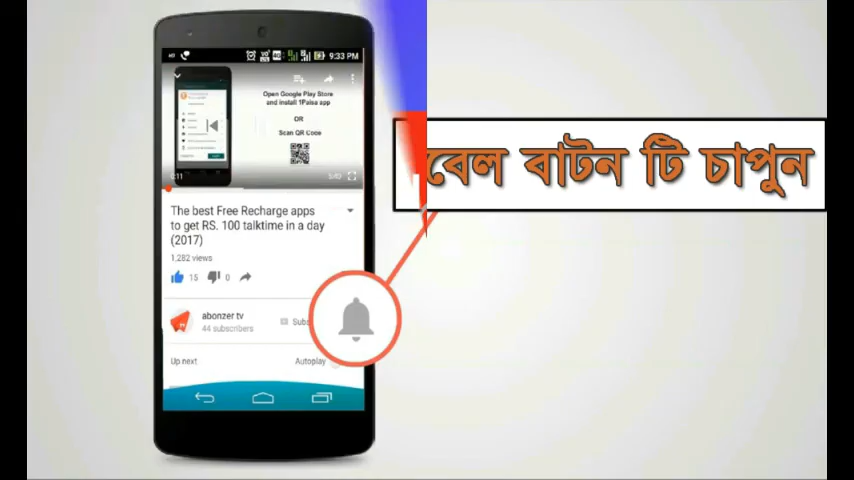 9:33 PM
Open Google Play Store
and install 1Paisa app
OR
Scan QR Code
The best Free Recharge apps
to get RS. 100 talktime in a day
(2017)
1,282 views
15
0
abonzer tv
44 subscribers
Up next
Autoplay
বেল বাটন টি চাপুন